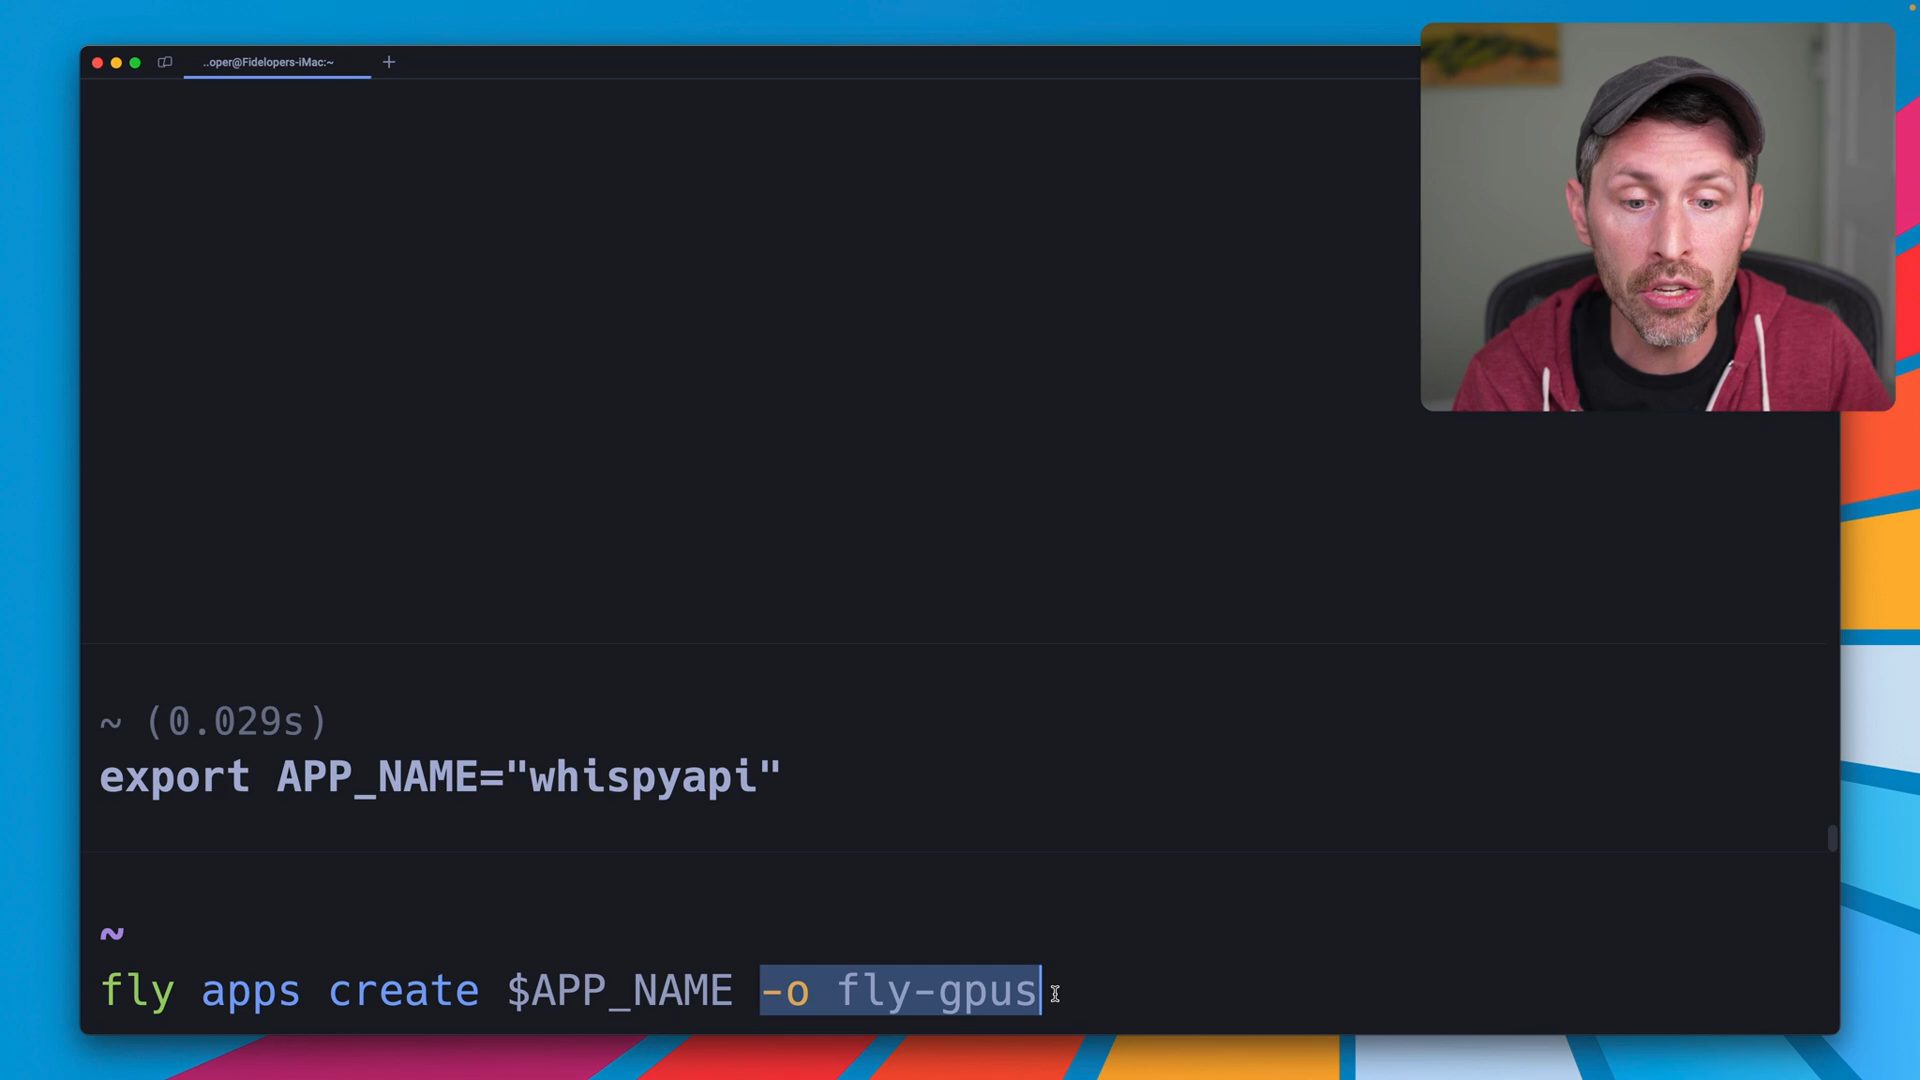 ..oper@Fidelopers-iMac:~
~ (0.029s)
export APP_NAME="whispyapi"
~
fly apps create $APP_NAME -o fly-gpus